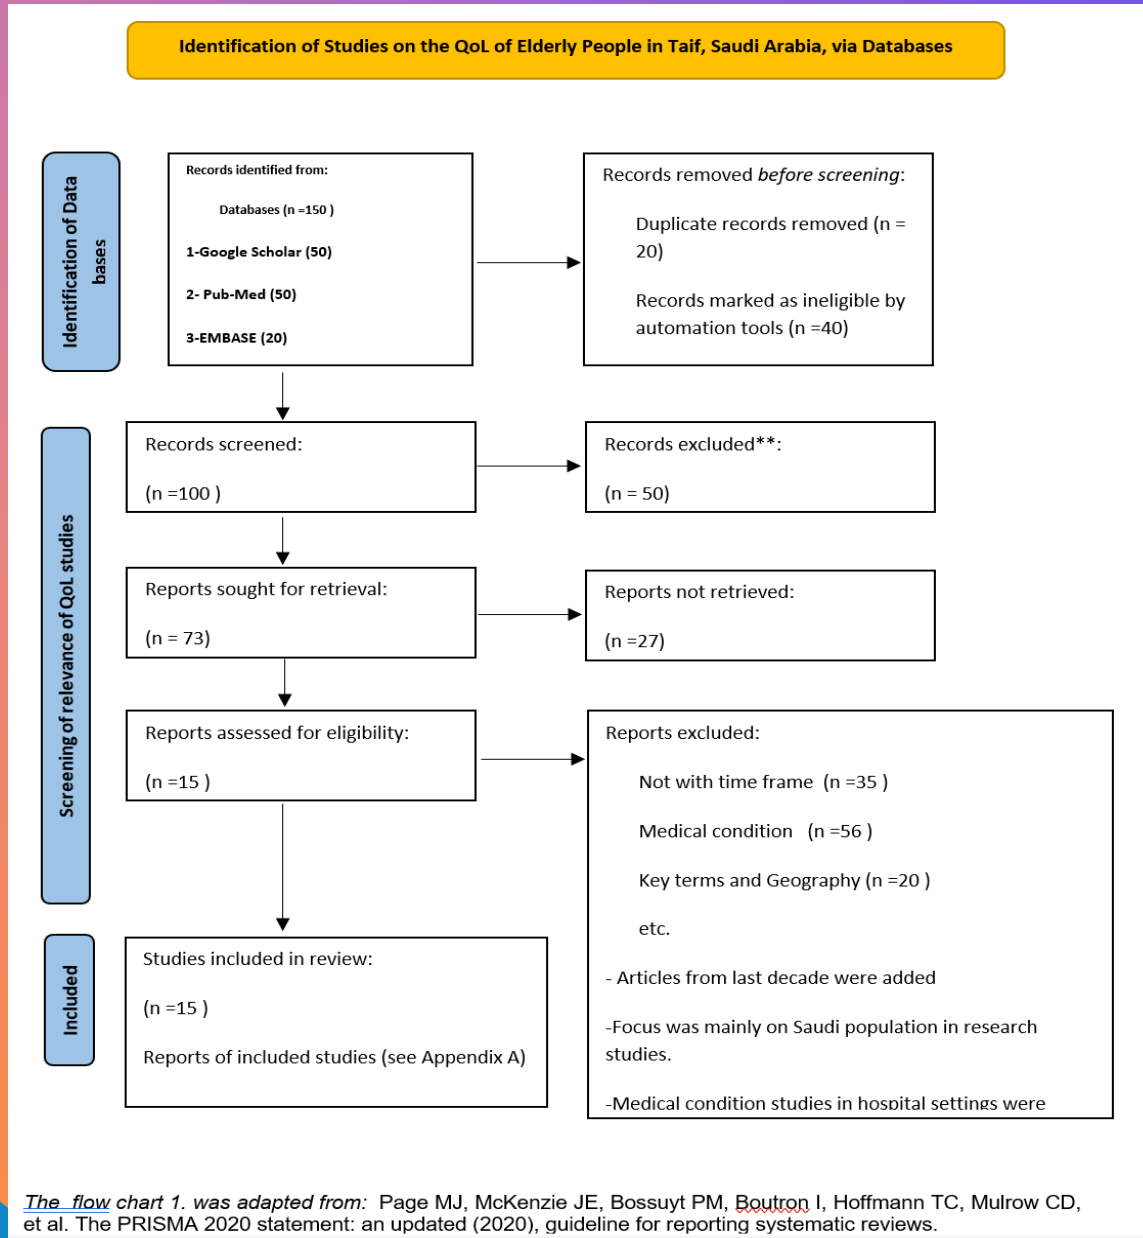 Identification of Studies on the QoL of Elderly People in Taif, Saudi Arabia, via Databases
Identification of Data
bases
Records identified from:
Databases (n =150 )
1-Google Scholar (50)
2- Pub-Med (50)
3-EMBASE (20)
Records removed before screening:
Duplicate records removed (n =
20)
Records marked as ineligible by
automation tools (n =40)
Screening of relevance of QoL studies
Records screened:
(n =100 )
Records excluded**:
(n = 50)
Reports sought for retrieval:
(n = 73)
Reports not retrieved:
(n =27)
Reports assessed for eligibility:
(n =15 )
Reports excluded:
Not with time frame (n =35 )
Medical condition (n =56 )
Key terms and Geography (n =20 )
etc.
- Articles from last decade were added
-Focus was mainly on Saudi population in research
studies.
-Medical condition studies in hospital settings were
Included
Studies included in review:
(n =15 )
Reports of included studies (see Appendix A)
The flow chart 1. was adapted from: Page MJ, McKenzie JE, Bossuyt PM, Boutron I, Hoffmann TC, Mulrow CD,
et al. The PRISMA 2020 statement: an updated (2020), guideline for reporting systematic reviews.